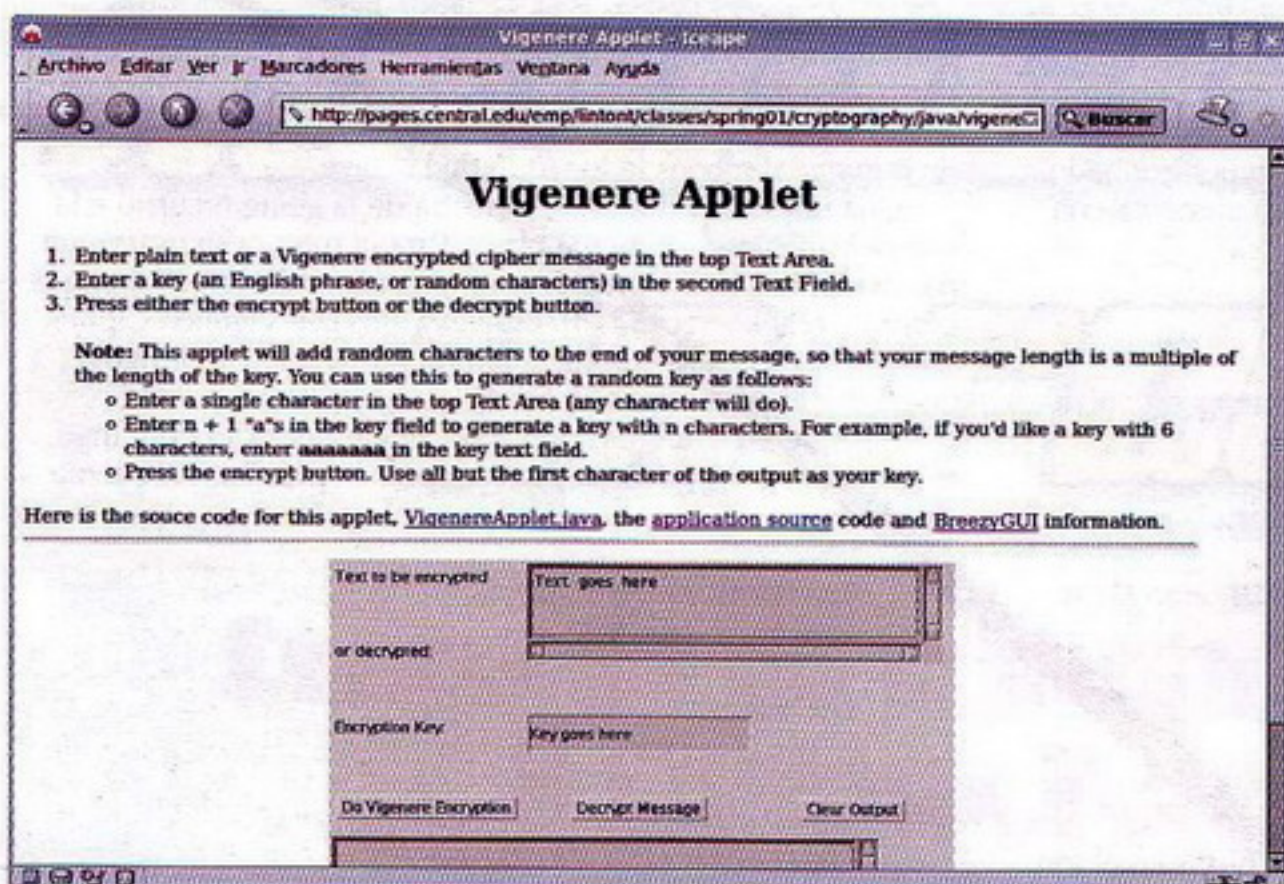 Vigenere Applet - Iceape
Archivo Editar Ver Ir Marcadores Herramientas Ventana Ayuda
http://pages.central.edu/emp/lintont/classes/spring01/cryptography/java/vigene
Buscar
Vigenere Applet
1. Enter plain text or a Vigenere encrypted cipher message in the top Text Area.
2. Enter a key (an English phrase, or random characters) in the second Text Field.
3. Press either the encrypt button or the decrypt button.
Note: This applet will add random characters to the end of your message, so that your message length is a multiple of
the length of the key. You can use this to generate a random key as follows:
o Enter a single character in the top Text Area (any character will do).
o Enter n + 1 "a"s in the key field to generate a key with n characters. For example, if you'd like a key with 6
characters, enter aaaaaaa in the key text field.
o Press the encrypt button. Use all but the first character of the output as your key.
Here is the souce code for this applet, VigenereApplet.java, the application source code and BreezyGUI information.
Text to be encrypted
Text goes here
or decrypted:
Encryption Key:
Key goes here
Do Vigenere Encryption
Decrypt Message
Clear Output